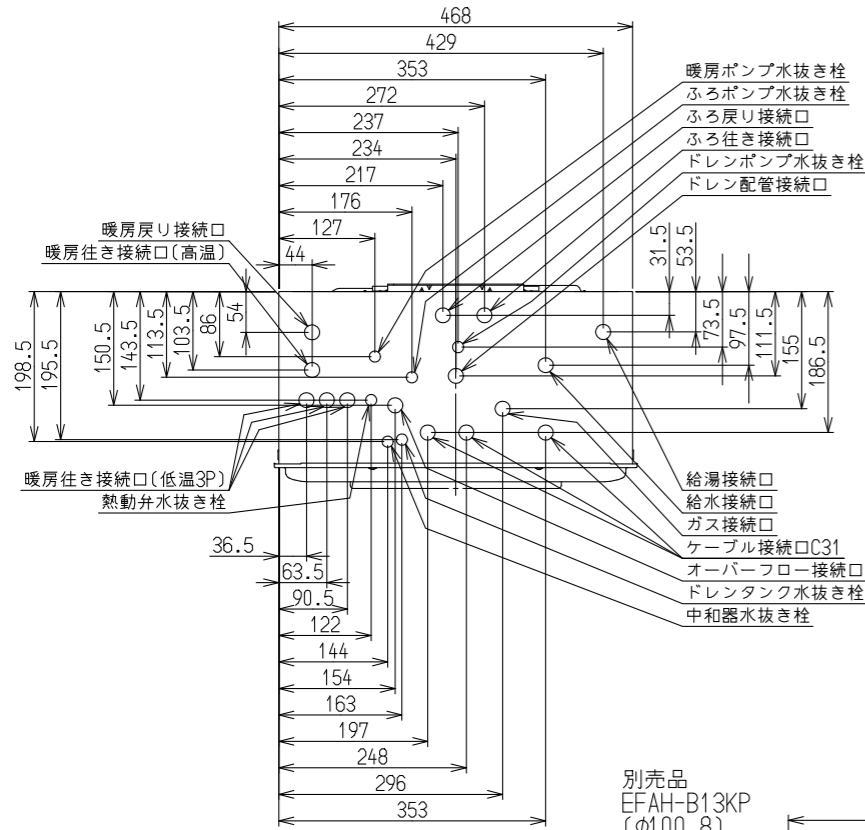 468
429
353
272
237
234
217
176
127
44
暖房ポンプ水抜き栓
ふろポンプ水抜き栓
ふろ戻り接続口
ふろ往き接続口
ドレンポンプ水抜き栓
ドレン配管接続口
暖房戻り接続口
暖房往き接続口(高温)
198.5
195.5
150.5
143.5
113.5
103.5
86
54
31.5
53.5
73.5
97.5
111.5
155
186.5
暖房往き接続口(低温3P)
熱動弁水抜き栓
給湯接続口
給水接続口
ガス接続口
ケーブル接続口C31
オーバーフロー接続口
ドレンタンク水抜き栓
中和器水抜き栓
36.5
63.5
90.5
122
144
154
163
197
248
296
353
別売品
EFAH-B13KP
(φ100.8)